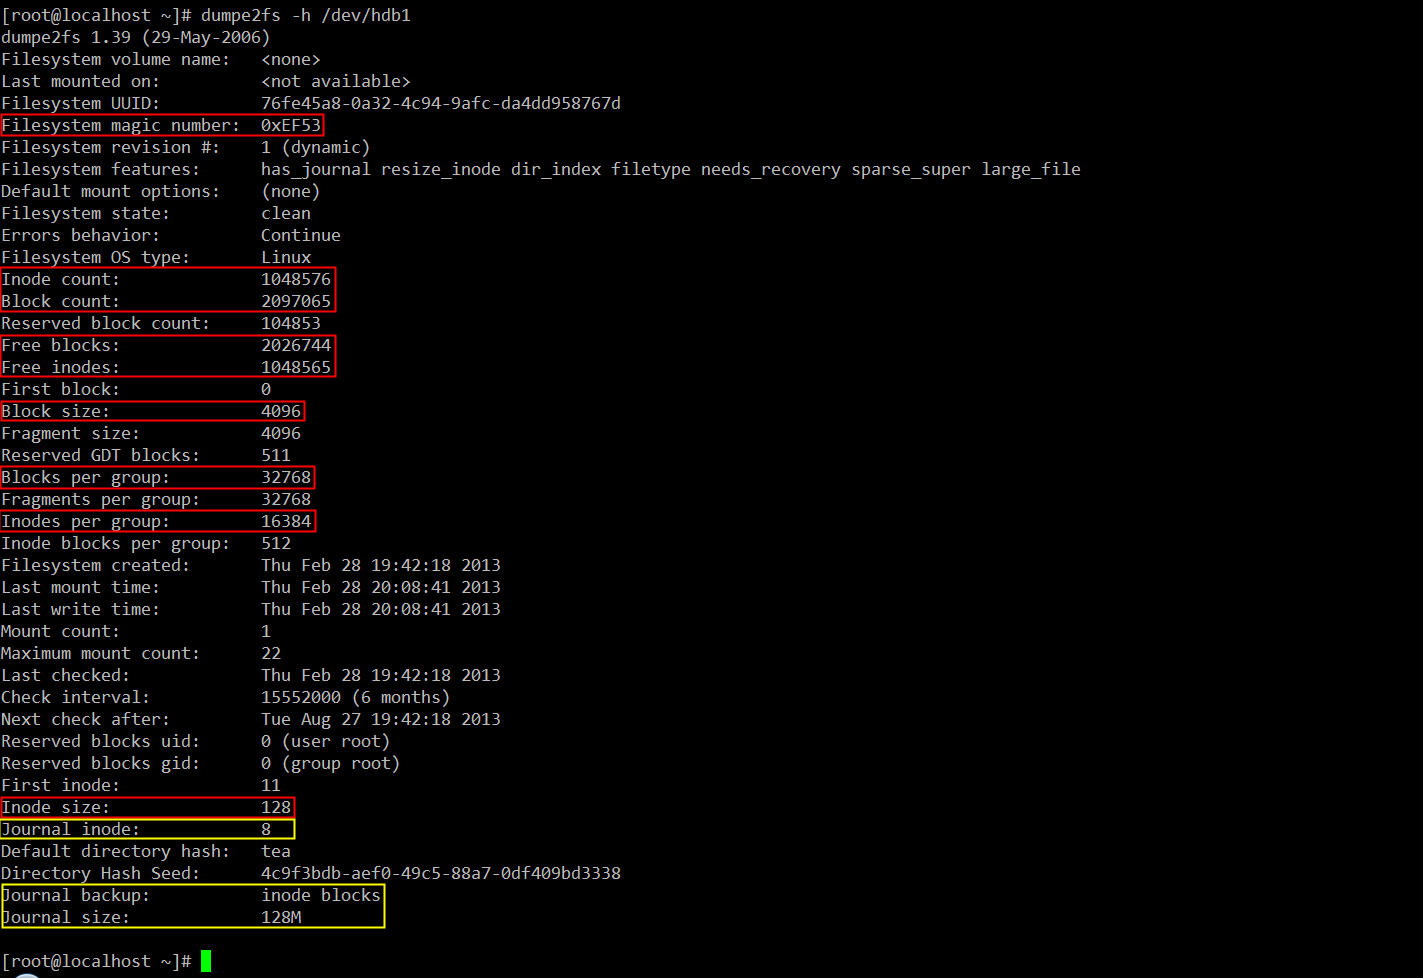 [root@localhost ~]# dumpe2fs -h /dev/hdb1
dumpe2fs 1.39 (29-May-2006)
Filesystem volume name:   <none>
Last mounted on:          <not available>
Filesystem UUID:          76fe45a8-0a32-4c94-9afc-da4dd958767d
Filesystem magic number:  0xEF53
Filesystem revision #:    1 (dynamic)
Filesystem features:      has_journal resize_inode dir_index filetype needs_recovery sparse_super large_file
Default mount options:    (none)
Filesystem state:         clean
Errors behavior:          Continue
Filesystem OS type:       Linux
Inode count:              1048576
Block count:              2097065
Reserved block count:     104853
Free blocks:              2026744
Free inodes:              1048565
First block:              0
Block size:               4096
Fragment size:            4096
Reserved GDT blocks:      511
Blocks per group:         32768
Fragments per group:      32768
Inodes per group:         16384
Inode blocks per group:   512
Filesystem created:       Thu Feb 28 19:42:18 2013
Last mount time:          Thu Feb 28 20:08:41 2013
Last write time:          Thu Feb 28 20:08:41 2013
Mount count:              1
Maximum mount count:      22
Last checked:             Thu Feb 28 19:42:18 2013
Check interval:           15552000 (6 months)
Next check after:         Tue Aug 27 19:42:18 2013
Reserved blocks uid:      0 (user root)
Reserved blocks gid:      0 (group root)
First inode:              11
Inode size:               128
Journal inode:            8
Default directory hash:   tea
Directory Hash Seed:      4c9f3bdb-aef0-49c5-88a7-0df409bd3338
Journal backup:           inode blocks
Journal size:             128M
[root@localhost ~]#